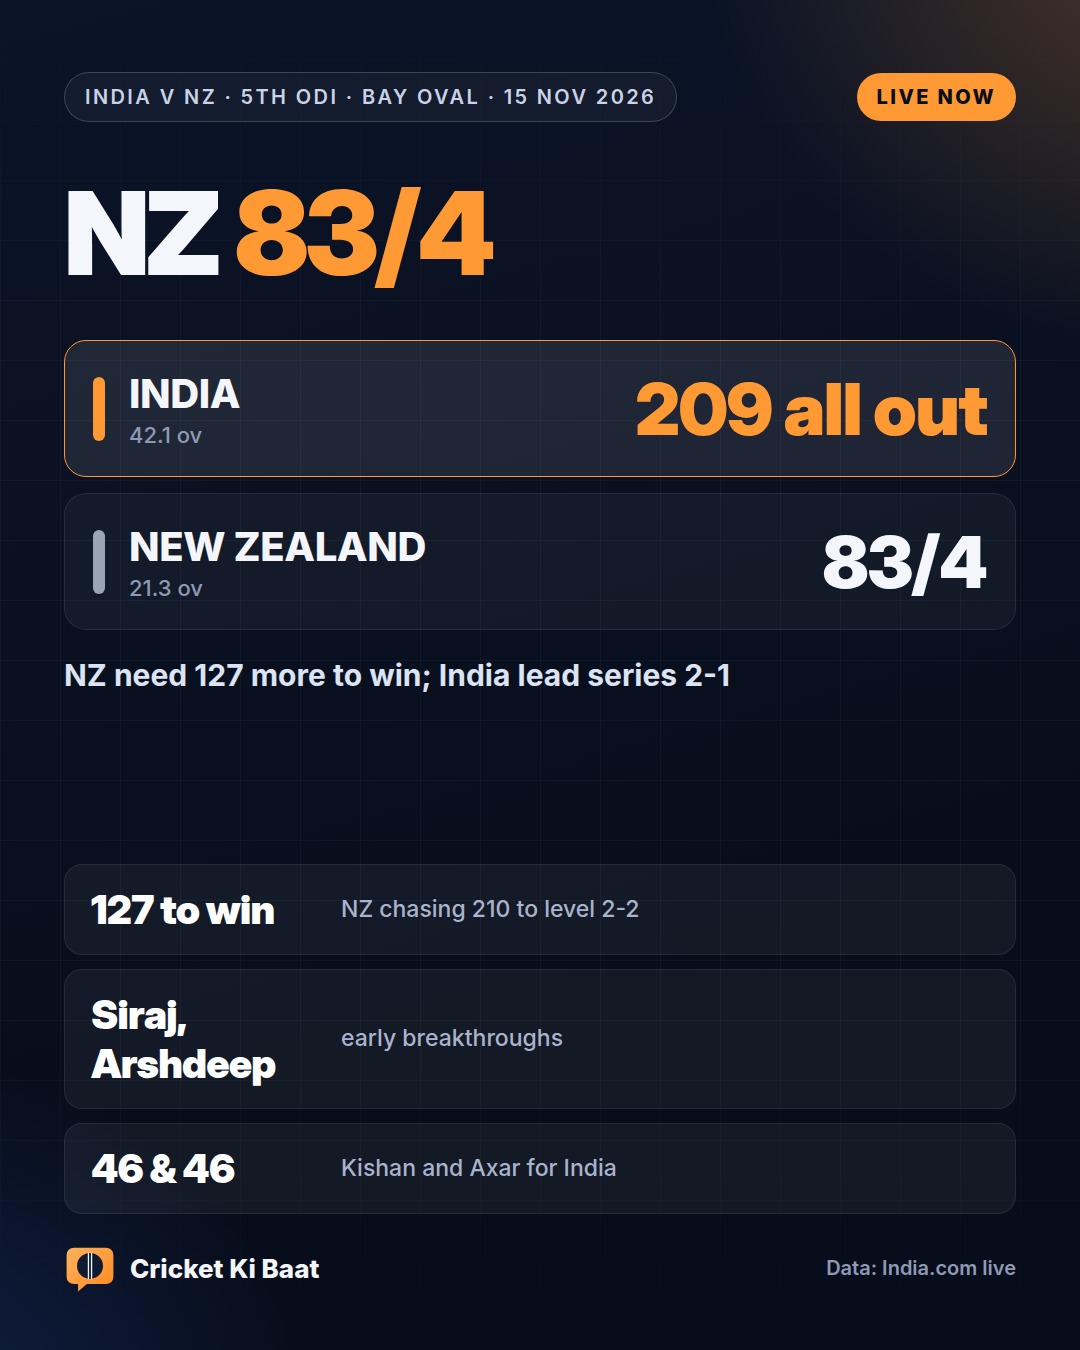 INDIA V NZ · 5TH ODI · BAY OVAL · 15 NOV 2026
LIVE NOW
NZ 83/4
INDIA
42.1 ov
209 all out
NEW ZEALAND
21.3 ov
83/4
NZ need 127 more to win; India lead series 2-1
127 to win
NZ chasing 210 to level 2-2
Siraj,
Arshdeep
early breakthroughs
46 & 46
Kishan and Axar for India
Cricket Ki Baat
Data: India.com live